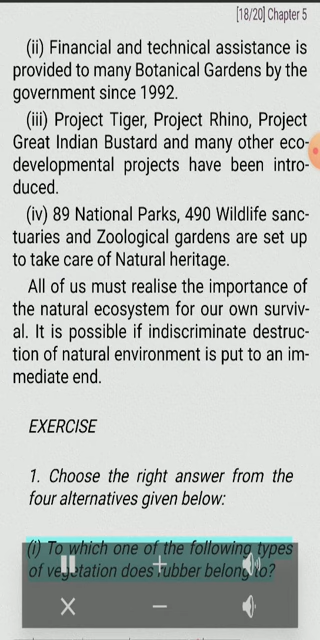 [18/20] Chapter 5
(ii) Financial and technical assistance is
provided to many Botanical Gardens by the
government since 1992.
(iii) Project Tiger, Project Rhino, Project
Great Indian Bustard and many other eco-
developmental projects have been intro-
duced.
(iv) 89 National Parks, 490 Wildlife sanc-
tuaries and Zoological gardens are set up
to take care of Natural heritage.
All of us must realise the importance of
the natural ecosystem for our own surviv-
al. It is possible if indiscriminate destruc-
tion of natural environment is put to an im-
mediate end.
EXERCISE
1. Choose the right answer from the
four alternatives given below:
(i) To which one of the following types
of vegetation does rubber belong to?